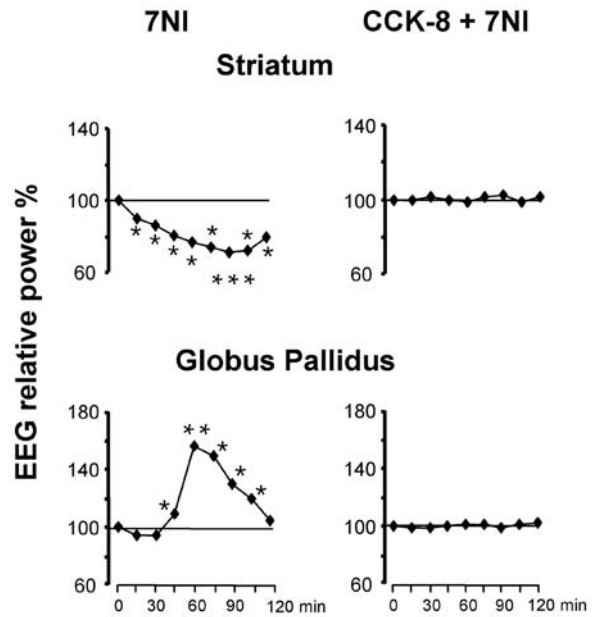 7NI CCK-8 + 7NI
Striatum
EEG relative power %
140 140
100 100
60 60
* * * * * * *
* * *
Globus Pallidus
180 180
140 140
100 100
60 60
* * * * * *
0 30 60 90 120 min 0 30 60 90 120 min